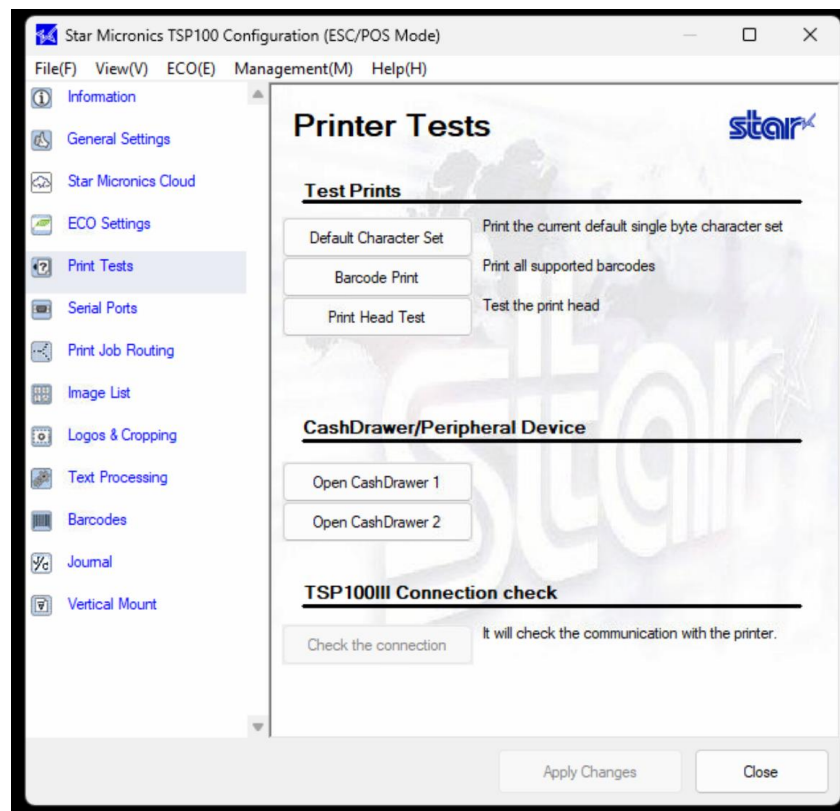 Star Micronics TSP100 Configuration (ESC/POS Mode)
File(F) View(V) ECO(E) Management(M) Help(H)
Information
General Settings
Star Micronics Cloud
ECO Settings
Print Tests
Serial Ports
Print Job Routing
Image List
Logos & Cropping
Text Processing
Barcodes
Journal
Vertical Mount
Printer Tests
star
Test Prints
Default Character Set
Print the current default single byte character set
Barcode Print
Print all supported barcodes
Print Head Test
Test the print head
CashDrawer/Peripheral Device
Open CashDrawer 1
Open CashDrawer 2
TSP100III Connection check
Check the connection
It will check the communication with the printer.
star
Apply Changes
Close